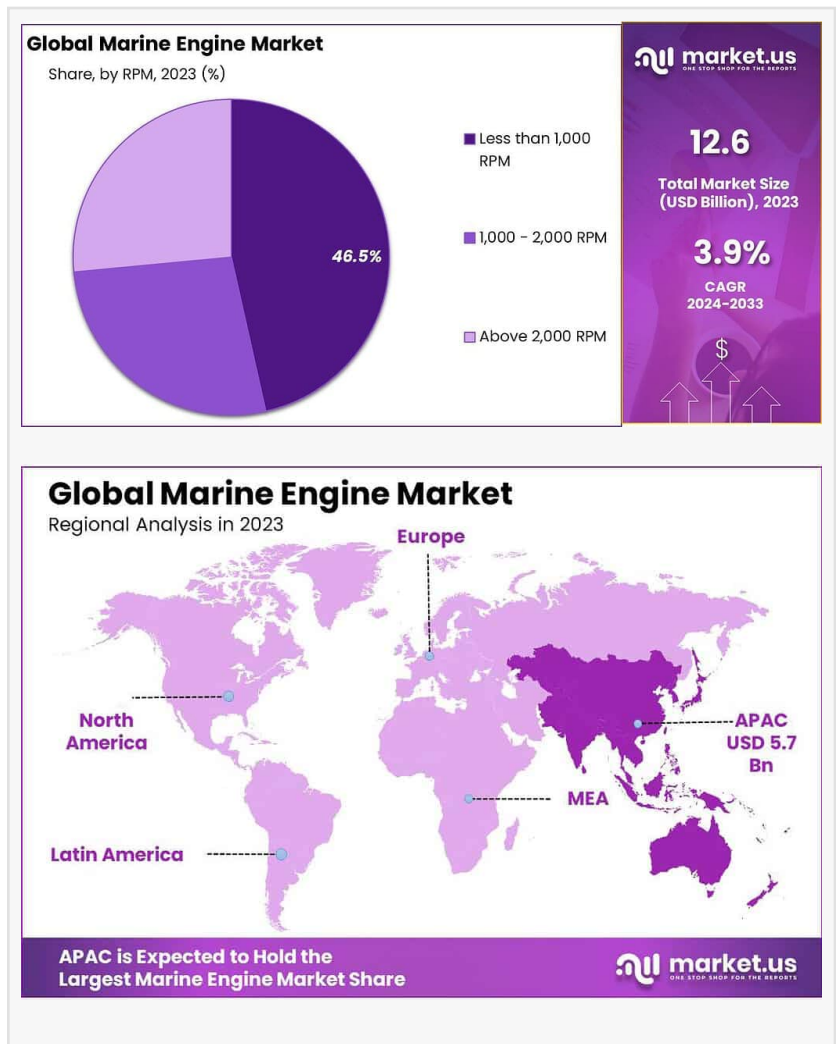 Global Marine Engine Market
Share, by RPM, 2023 (%)
46.5%
Less than 1,000
RPM
1,000 - 2,000 RPM
Above 2,000 RPM
market.us
ONE STOP SHOP FOR THE REPORTS
12.6
Total Market Size
(USD Billion), 2023
3.9%
CAGR
2024-2033
$
Global Marine Engine Market
Regional Analysis in 2023
Europe
North
America
APAC
USD 5.7
Bn
MEA
Latin America
APAC is Expected to Hold the
Largest Marine Engine Market Share
market.us
ONE STOP SHOP FOR THE REPORTS